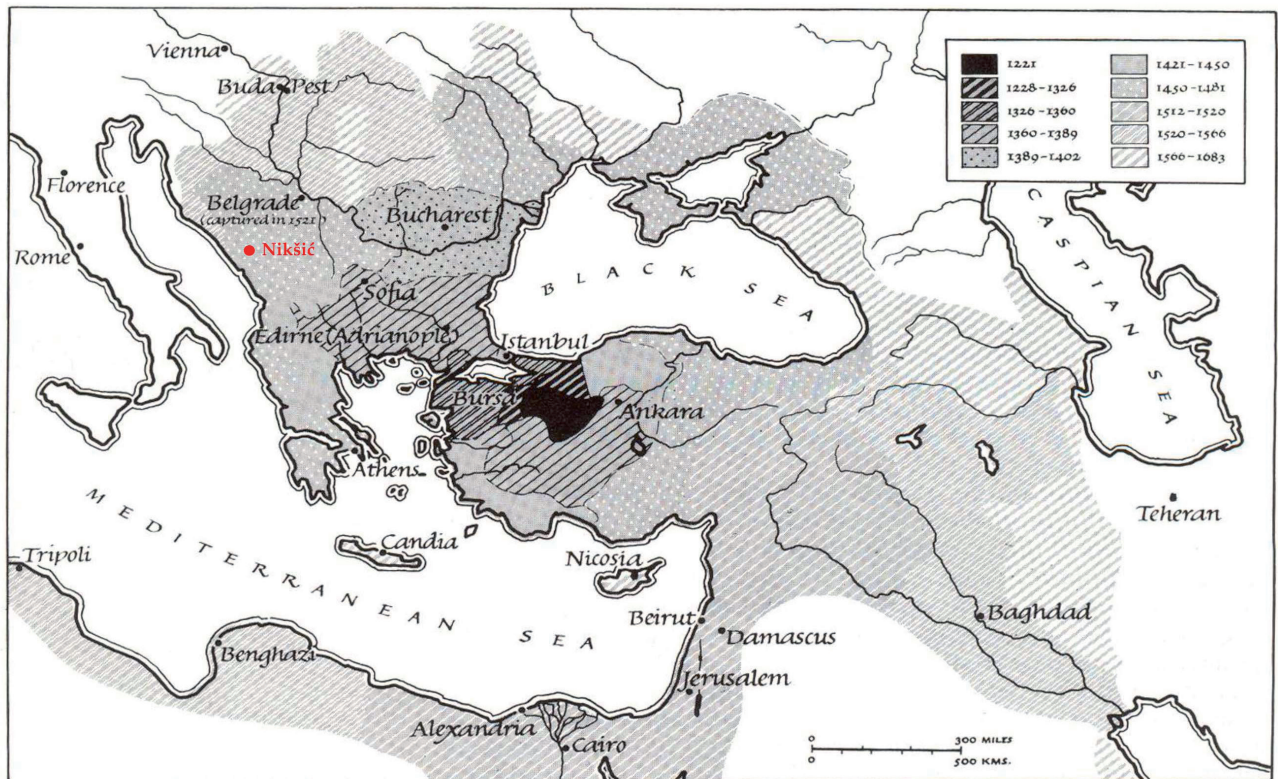 Vienna
Buda
Pest
Florence
Belgrade
(captured in 1521)
Bucharest
Nikšić
Rome
Sofia
Edirne (Adrianople)
Istanbul
Bursa
Ankara
Athens
BLACK SEA
CASPIAN SEA
Teheran
MEDITERRANEAN SEA
Candia
Nicosia
Tripoli
Beirut
Damascus
Baghdad
Benghazi
Jerusalem
Alexandria
Cairo
1221
1228-1326
1326-1360
1360-1389
1389-1402
1421-1450
1450-1481
1512-1520
1520-1566
1566-1683
0 300 MILES
0 500 KMS.